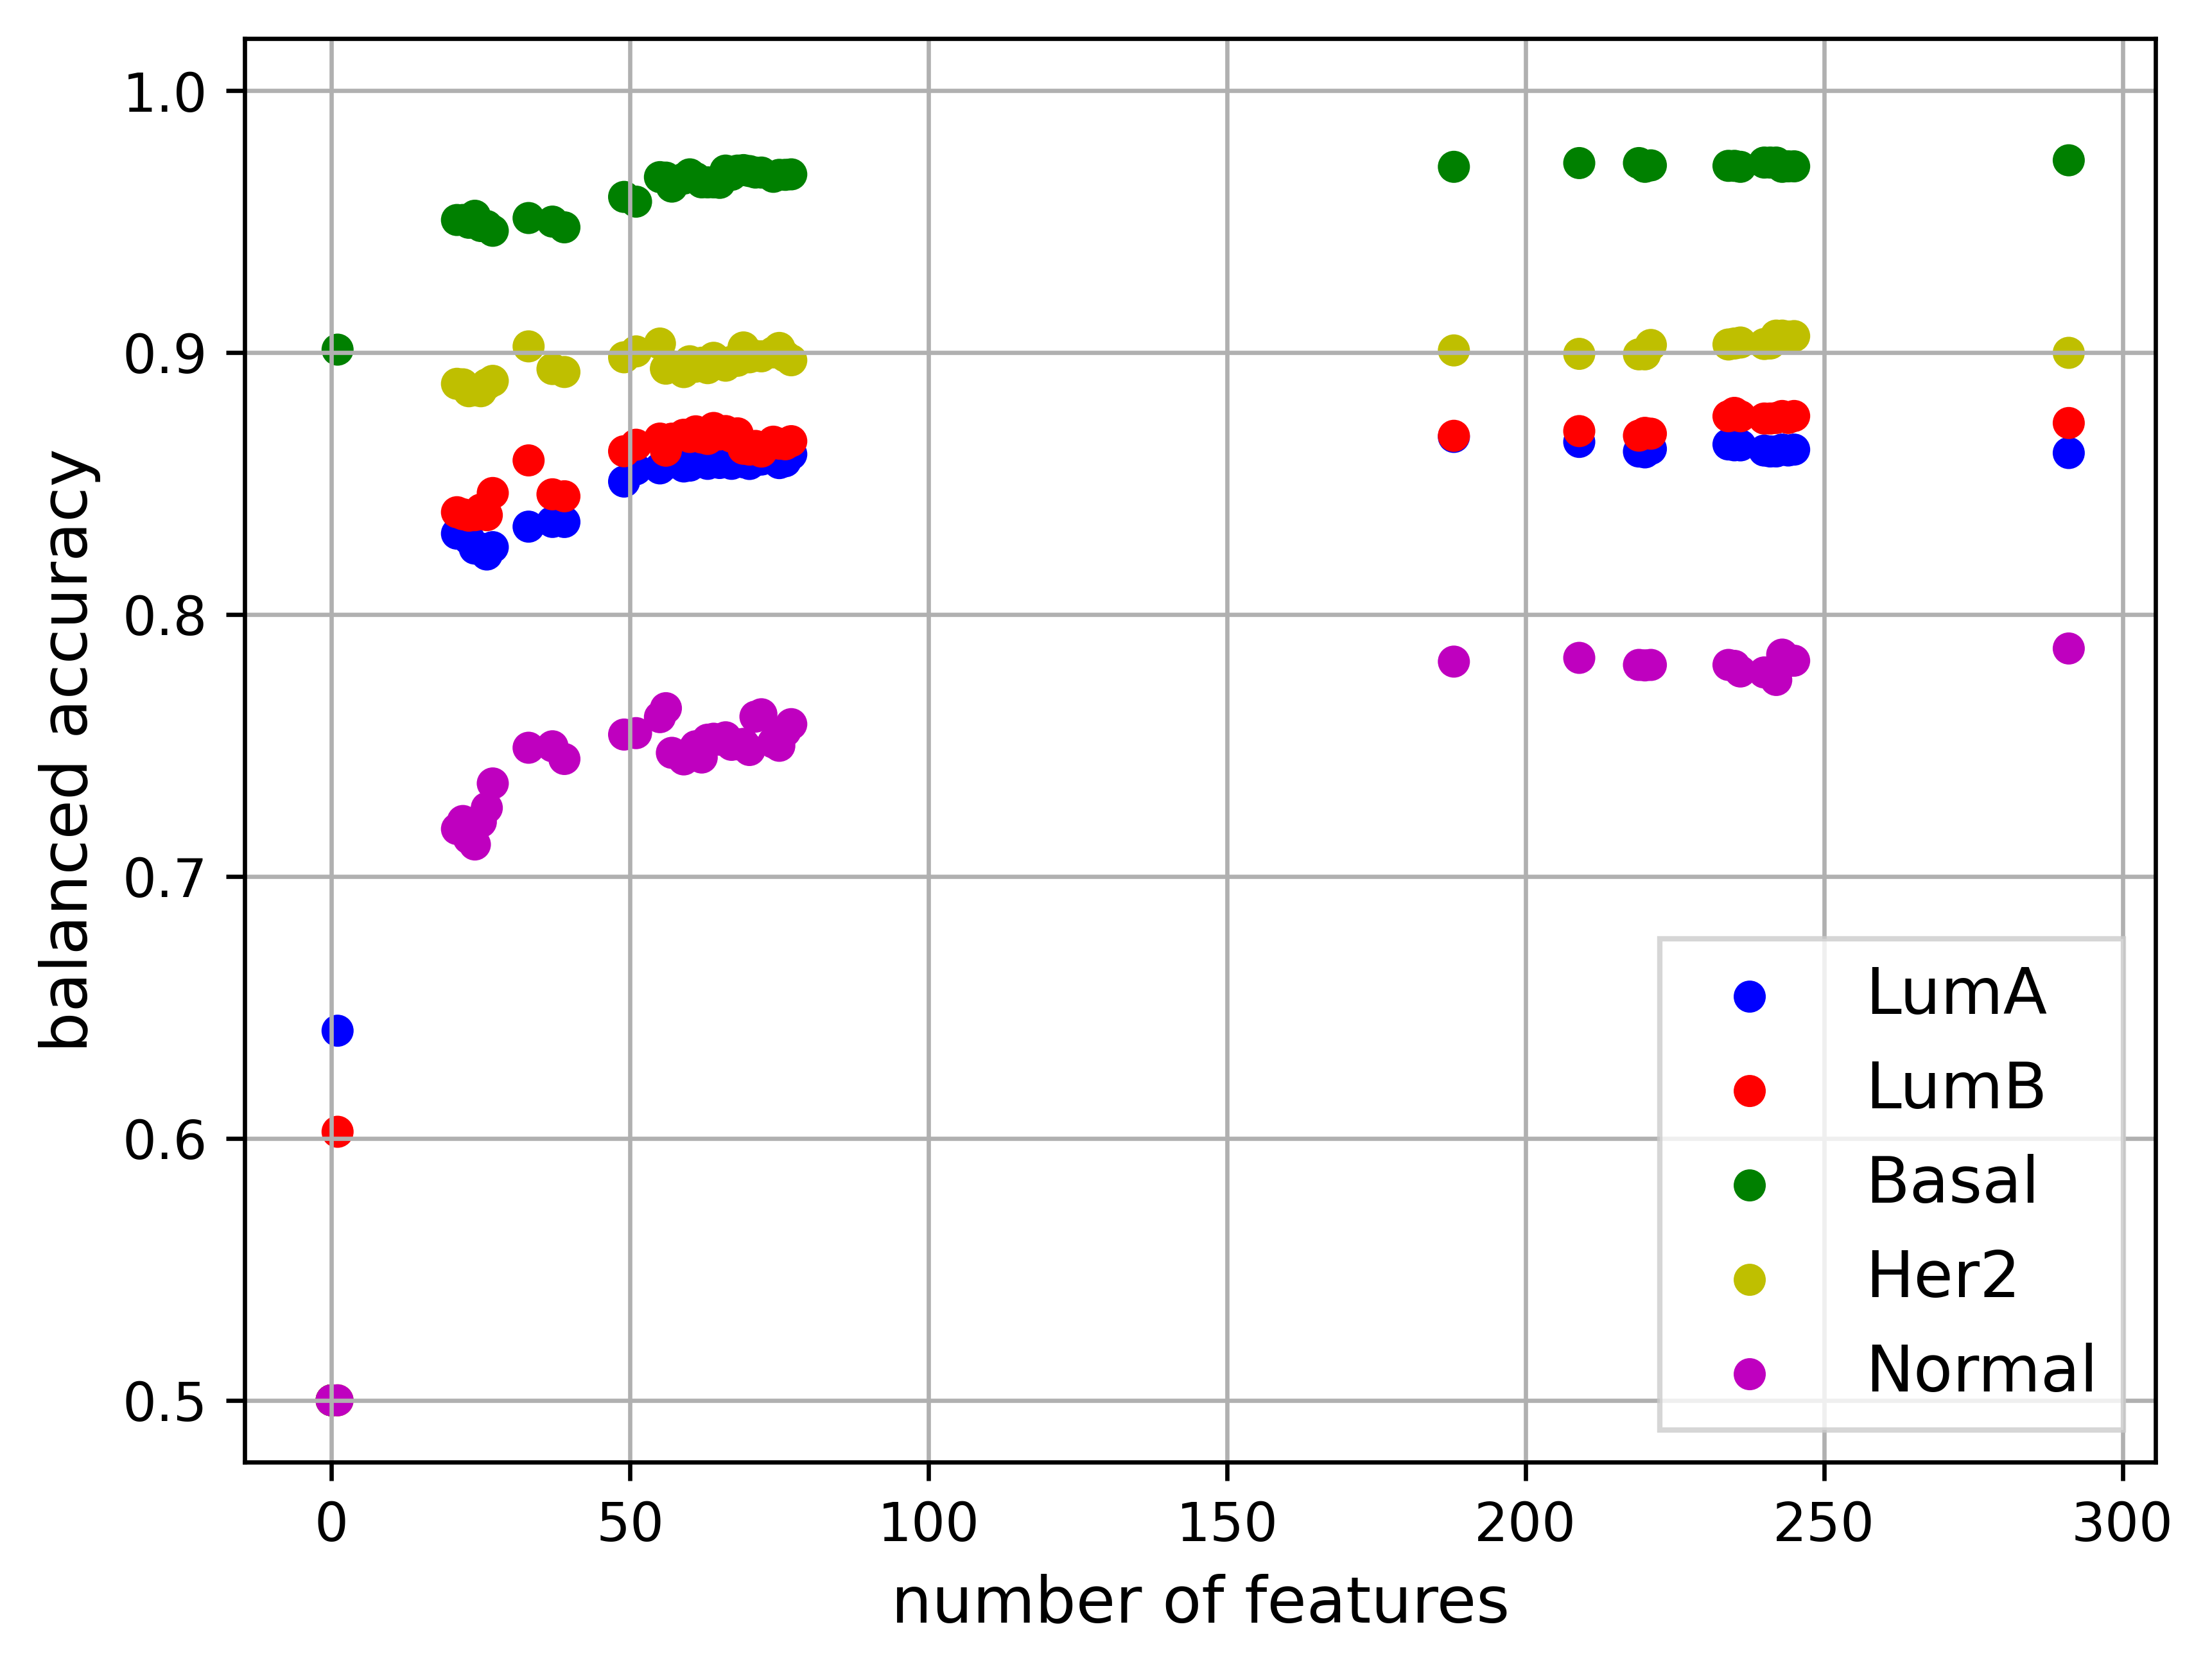 1.0
0.9
0.8
0.7
0.6
0.5
balanced accuracy
0 50 100 150 200 250 300
number of features
LumA
LumB
Basal
Her2
Normal